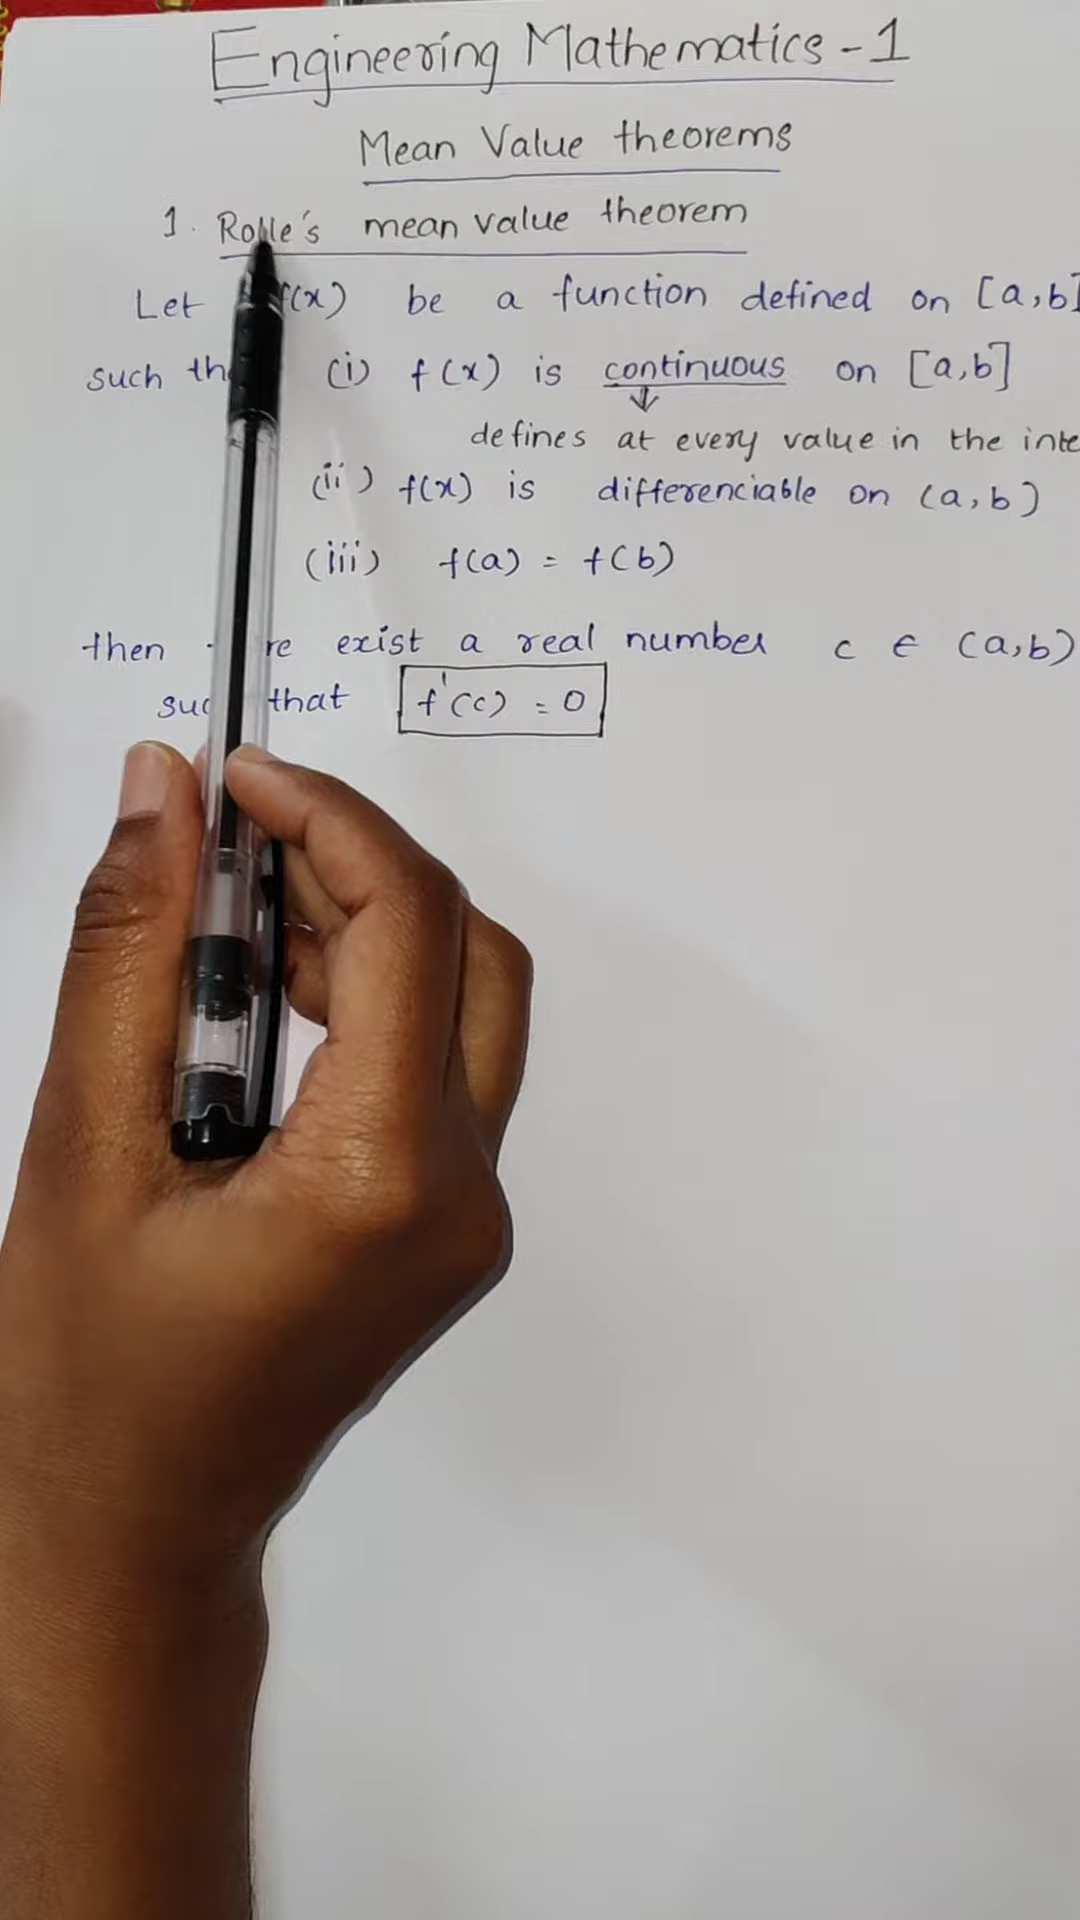 Engineering Mathematics - 1
Mean Value theorems
1. Rolle's mean value theorem
Let f(x) be a function defined on [a,b]
such th (i) f(x) is continuous on [a,b]
↓
defines at every value in the inte
(ii) f(x) is differenciable on (a,b)
(iii) f(a) = f(b)
then re exist a real number c ∈ (a,b)
suc that f'(c) = 0